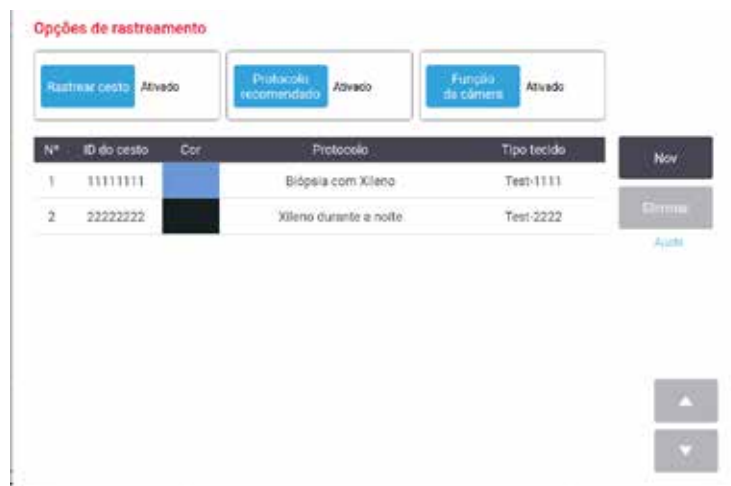 Opções de rastreamento
Rastrear cesto Ativado
Protocolo recomendado Ativado
Função da câmera Ativado
Nº ID do cesto Cor Protocolo Tipo tecido
1 11111111 Biópsia com Xileno Test-1111
2 22222222 Xileno durante a noite Test-2222
Nov
Eliminar
Ajuda